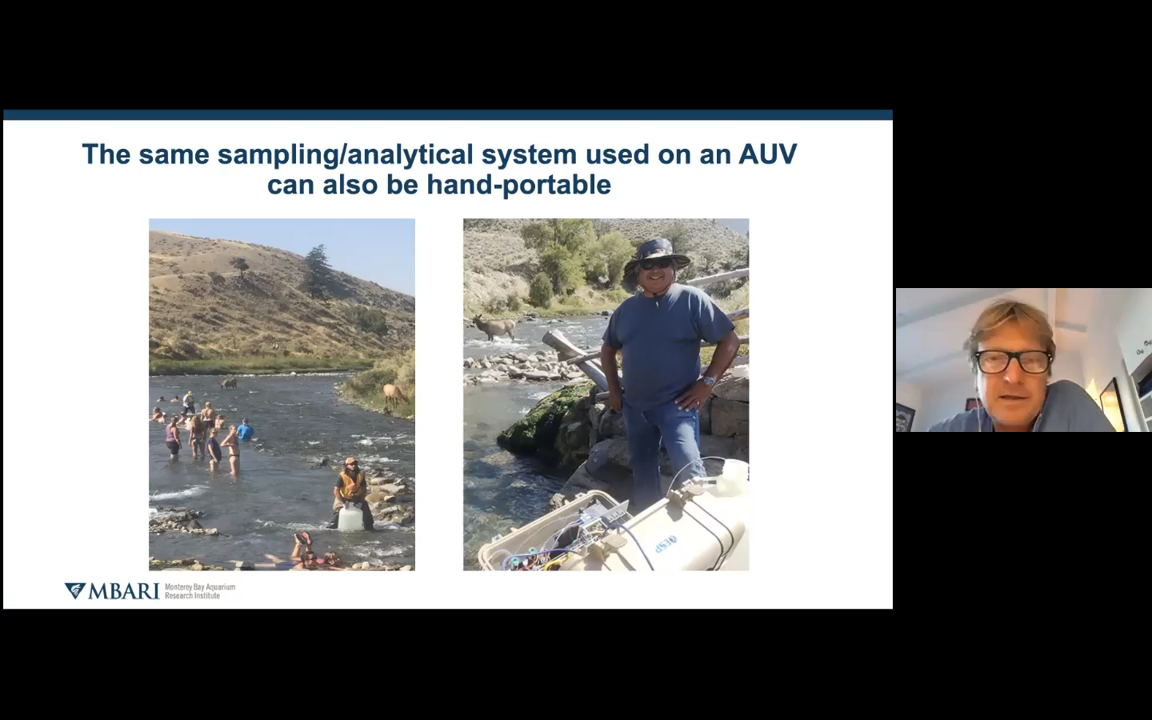 The same sampling/analytical system used on an AUV
can also be hand-portable
ESP
MBARI
Monterey Bay Aquarium
Research Institute